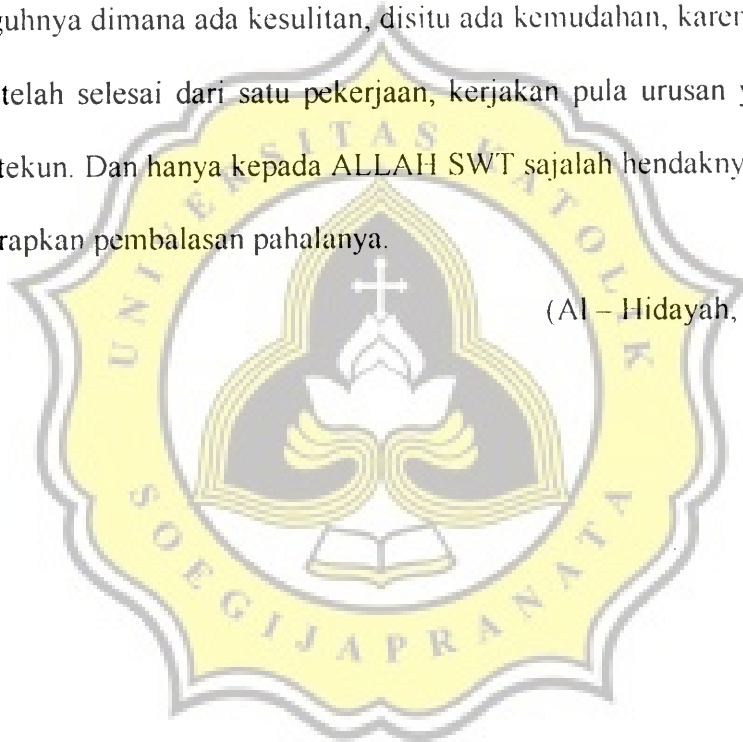 guhnya dimana ada kesulitan, disitu ada kemudahan, karen
telah selesai dari satu pekerjaan, kerjakan pula urusan y
tekun. Dan hanya kepada ALLAH SWT sajalah hendakny
rapkan pembalasan pahalanya.
(Al – Hidayah,
UNIVERSITAS KATOLIK
SOEGIJAPRANATA